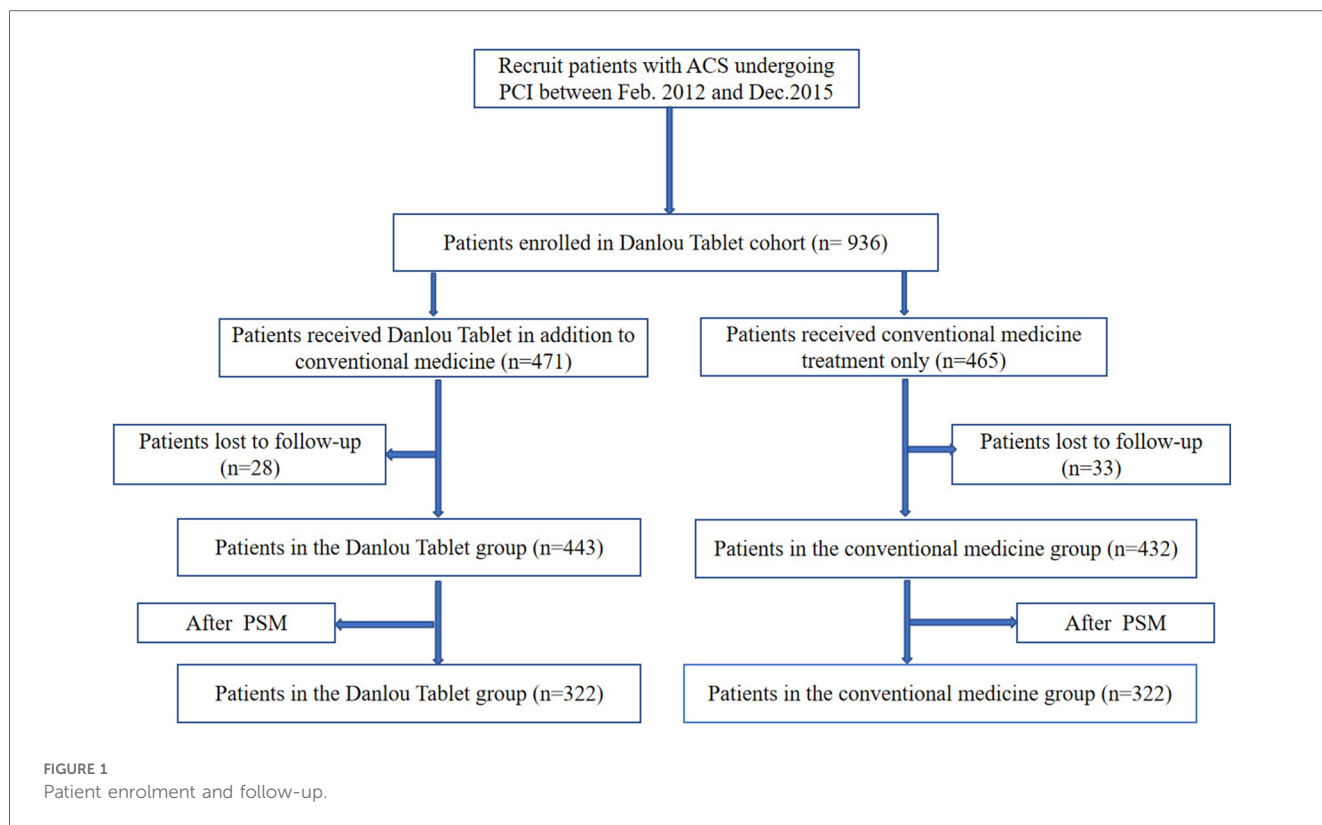 Recruit patients with ACS undergoing
PCI between Feb. 2012 and Dec.2015
Patients enrolled in Danlou Tablet cohort (n= 936)
Patients received Danlou Tablet in addition to
conventional medicine (n=471)
Patients received conventional medicine
treatment only (n=465)
Patients lost to follow-up
(n=28)
Patients lost to follow-up
(n=33)
Patients in the Danlou Tablet group (n=443)
Patients in the conventional medicine group (n=432)
After PSM
After PSM
Patients in the Danlou Tablet group (n=322)
Patients in the conventional medicine group (n=322)
FIGURE 1
Patient enrolment and follow-up.